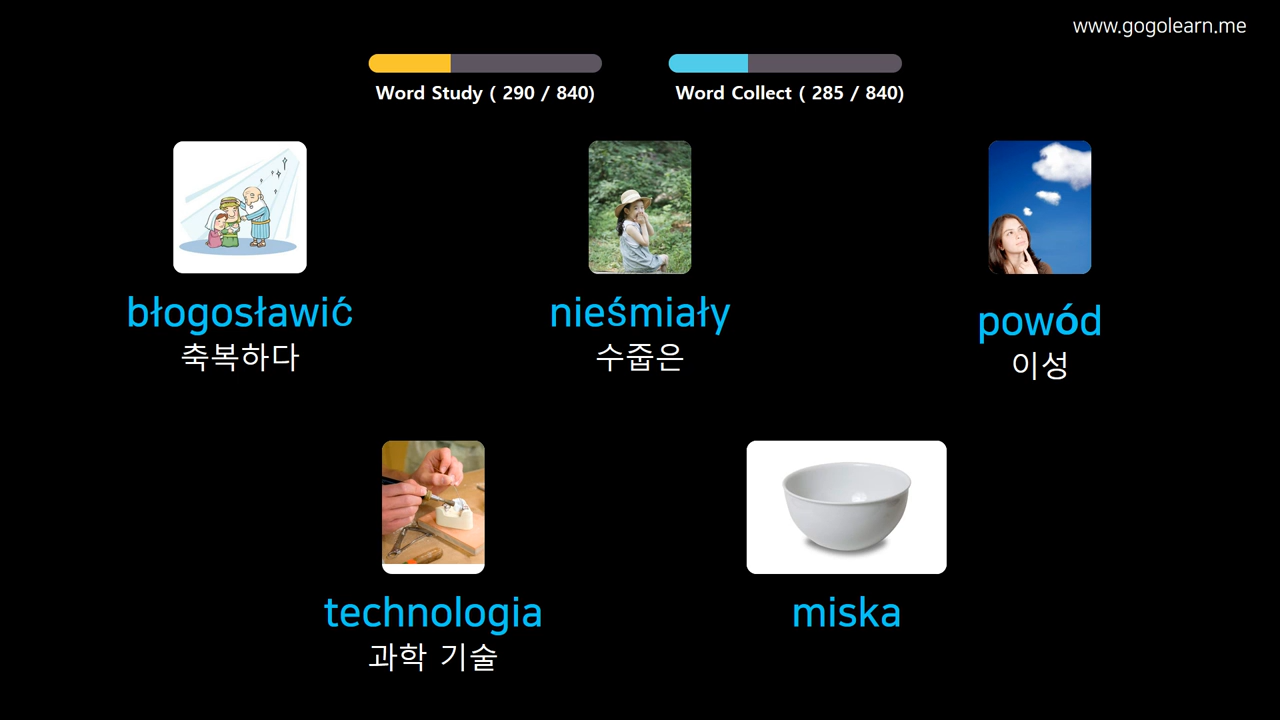 www.gogolearn.me
Word Study ( 290 / 840)
Word Collect ( 285 / 840)
błogosławić
축복하다
nieśmiały
수줍은
powód
이성
technologia
과학 기술
miska